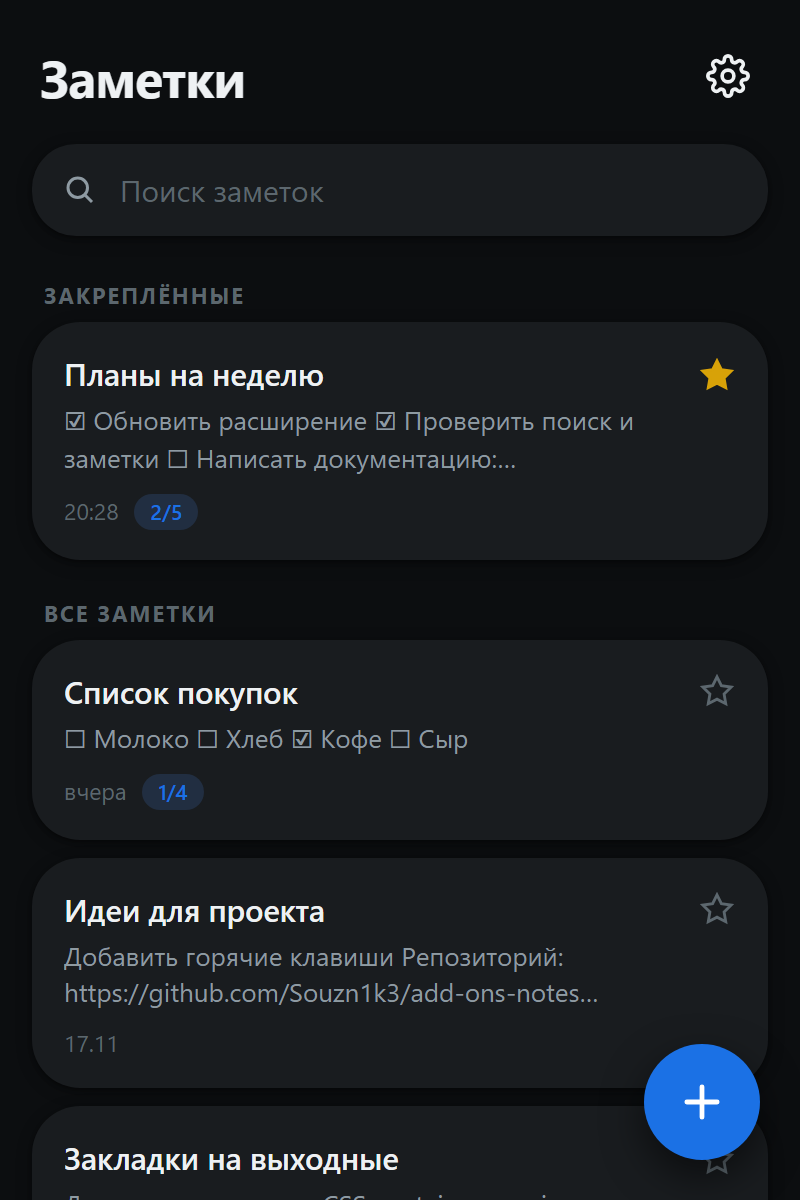 Заметки
Поиск заметок
ЗАКРЕПЛЁННЫЕ
Планы на неделю
☑ Обновить расширение ☑ Проверить поиск и
заметки ☐ Написать документацию:...
20:28 2/5
ВСЕ ЗАМЕТКИ
Список покупок
☐ Молоко ☐ Хлеб ☑ Кофе ☐ Сыр
вчера 1/4
Идеи для проекта
Добавить горячие клавиши Репозиторий:
https://github.com/Souzn1k3/add-ons-notes...
17.11
Закладки на выходные